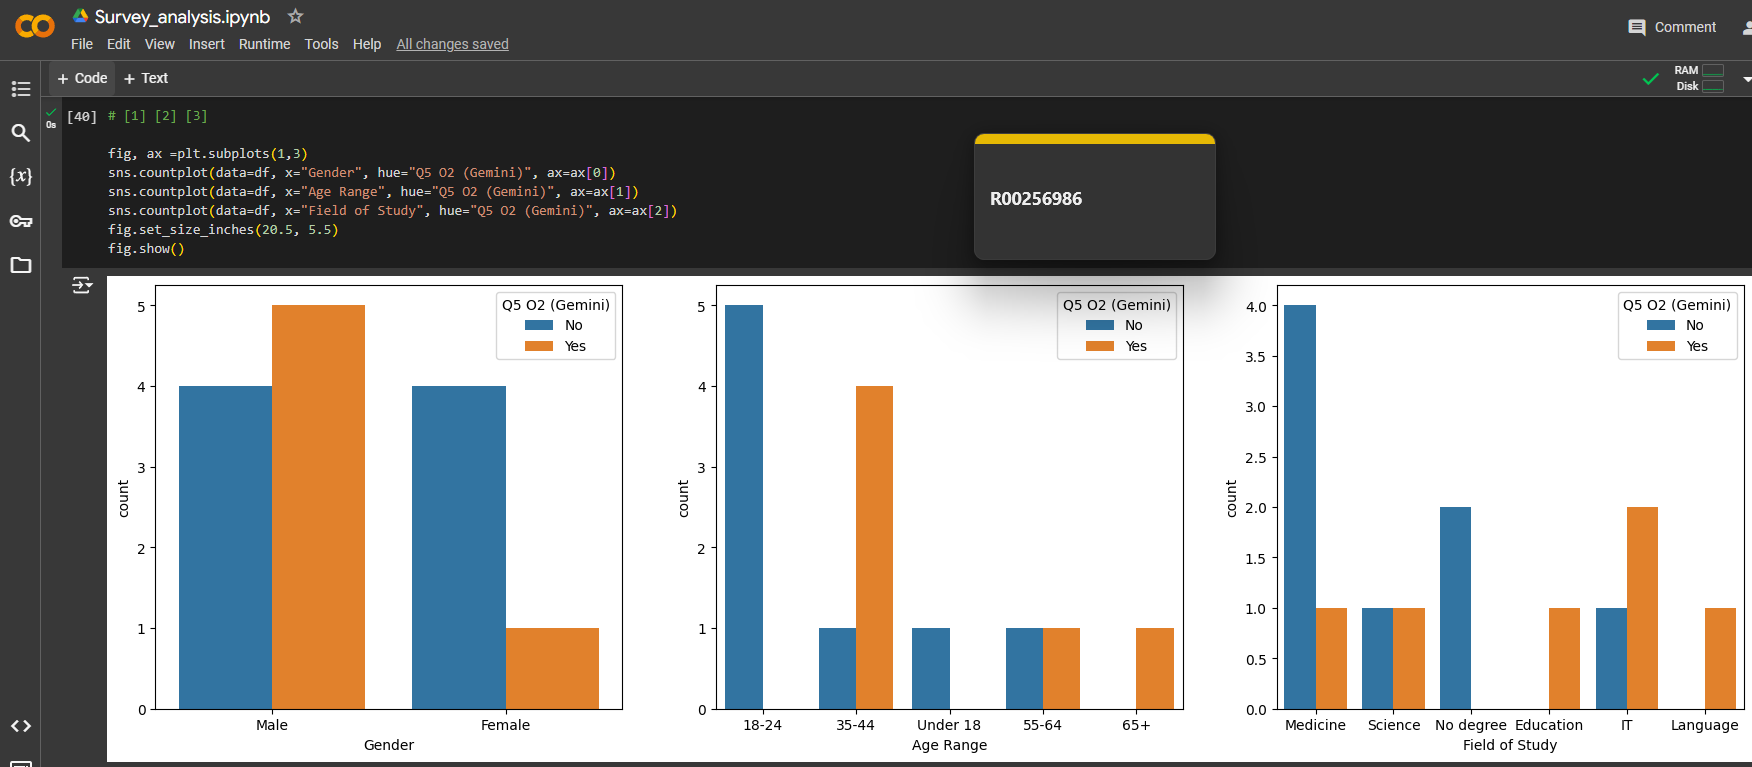 Survey_analysis.ipynb
File Edit View Insert Runtime Tools Help All changes saved
Comment
+ Code + Text
RAM
Disk
0s
[40] # [1] [2] [3]
fig, ax =plt.subplots(1,3)
sns.countplot(data=df, x="Gender", hue="Q5 O2 (Gemini)", ax=ax[0])
sns.countplot(data=df, x="Age Range", hue="Q5 O2 (Gemini)", ax=ax[1])
sns.countplot(data=df, x="Field of Study", hue="Q5 O2 (Gemini)", ax=ax[2])
fig.set_size_inches(20.5, 5.5)
fig.show()
R00256986
{x}
<>
Q5 O2 (Gemini)
No
Yes
5
4
3
2
1
0
count
Male Female
Gender
Q5 O2 (Gemini)
No
Yes
5
4
3
2
1
0
count
18-24 35-44 Under 18 55-64 65+
Age Range
Q5 O2 (Gemini)
No
Yes
4.0
3.5
3.0
2.5
2.0
1.5
1.0
0.5
0.0
count
Medicine Science No degree Education IT Language
Field of Study